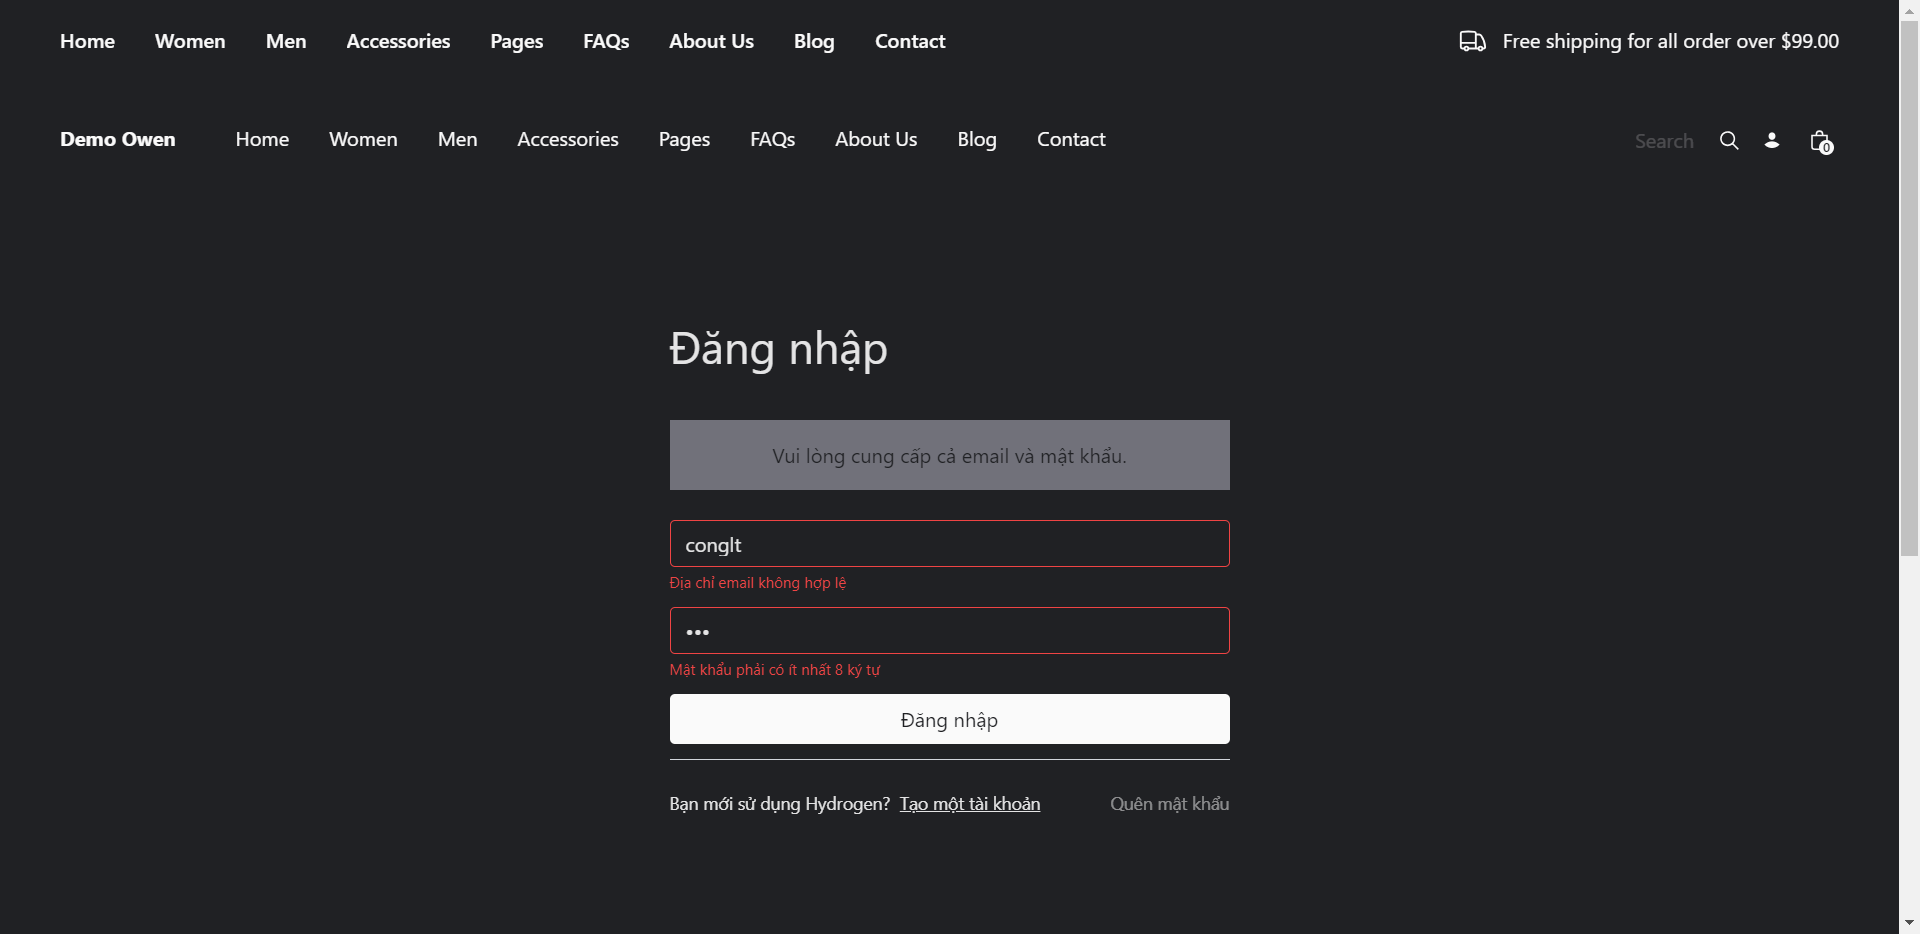 Home Women Men Accessories Pages FAQs About Us Blog Contact Free shipping for all order over $99.00
Demo Owen Home Women Men Accessories Pages FAQs About Us Blog Contact Search 0
Đăng nhập
Vui lòng cung cấp cả email và mật khẩu.
conglt
Địa chỉ email không hợp lệ
•••
Mật khẩu phải có ít nhất 8 ký tự
Đăng nhập
Bạn mới sử dụng Hydrogen? Tạo một tài khoản Quên mật khẩu